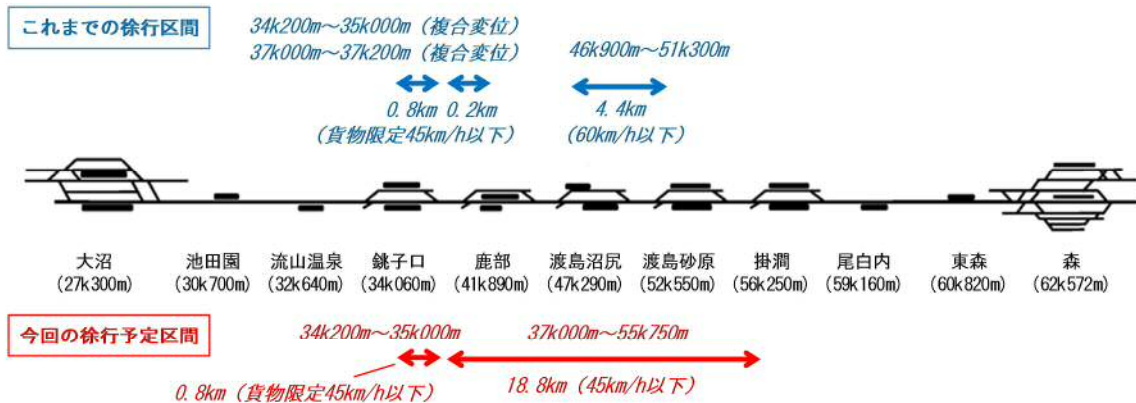 これまでの徐行区間
34k200m～35k000m（複合変位）
37k000m～37k200m（複合変位）
46k900m～51k300m
0.8km 0.2km
（貨物限定45km/h以下）
4.4km
（60km/h以下）
大沼 池田園 流山温泉 銚子口 鹿部 渡島沼尻 渡島砂原 掛澗 尾白内 東森 森
(27k300m) (30k700m) (32k640m) (34k060m) (41k890m) (47k290m) (52k550m) (56k250m) (59k160m) (60k820m) (62k572m)
今回の徐行予定区間
34k200m～35k000m
37k000m～55k750m
0.8km（貨物限定45km/h以下）
18.8km（45km/h以下）